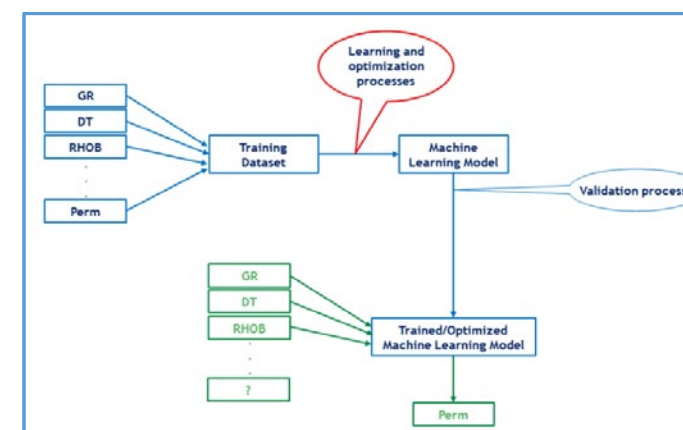 Learning and
optimization
processes
GR
DT
RHOB
.
.
.
Perm
Training
Dataset
Machine
Learning Model
Validation process
GR
DT
RHOB
.
.
.
?
Trained/Optimized
Machine Learning Model
Perm